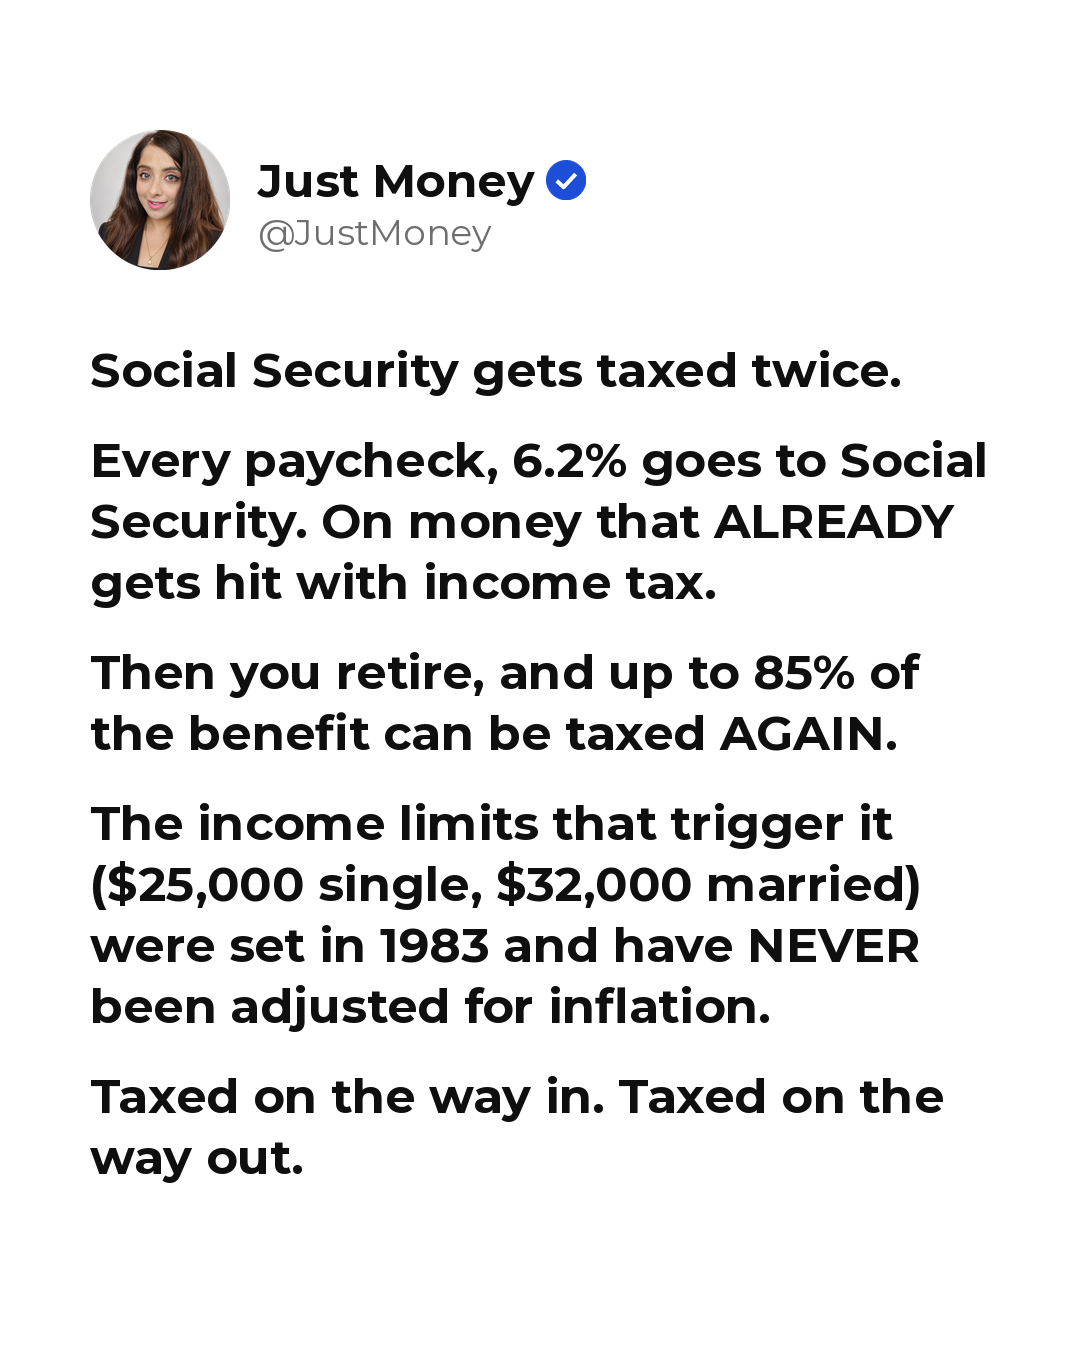 Just Money
@JustMoney
Social Security gets taxed twice.
Every paycheck, 6.2% goes to Social
Security. On money that ALREADY
gets hit with income tax.
Then you retire, and up to 85% of
the benefit can be taxed AGAIN.
The income limits that trigger it
($25,000 single, $32,000 married)
were set in 1983 and have NEVER
been adjusted for inflation.
Taxed on the way in. Taxed on the
way out.